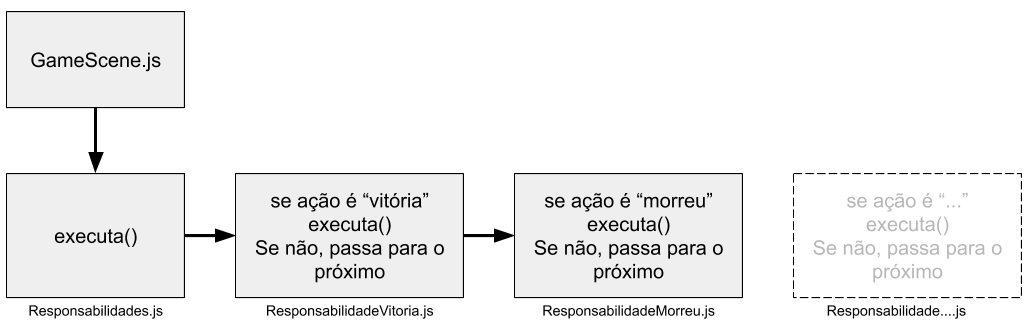 GameScene.js
executa()
Responsabilidades.js
se ação é “vitória”
executa()
Se não, passa para o
próximo
ResponsabilidadeVitoria.js
se ação é “morreu”
executa()
Se não, passa para o
próximo
ResponsabilidadeMorreu.js
se ação é “...”
executa()
Se não, passa para o
próximo
Responsabilidade....js